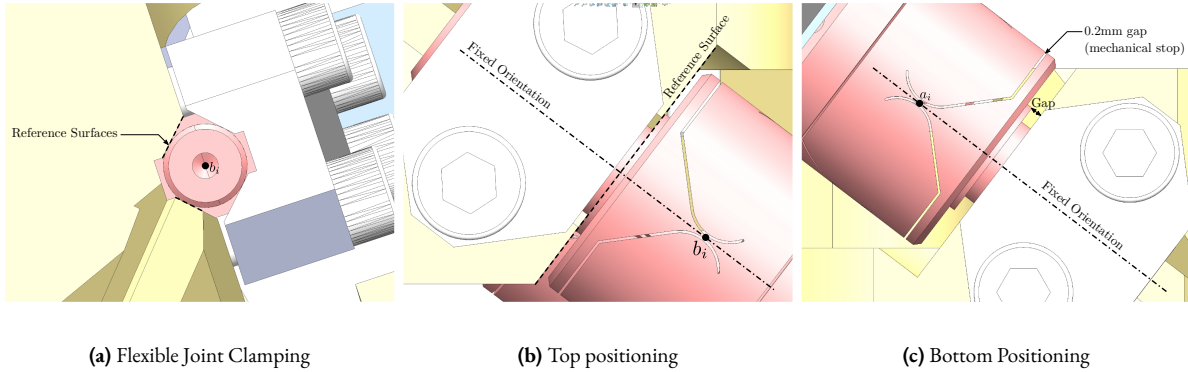 Reference Surfaces
b_i
Fixed Orientation
Reference Surface
b_i
a_i
0.2mm gap
(mechanical stop)
Gap
Fixed Orientation
(a) Flexible Joint Clamping
(b) Top positioning
(c) Bottom Positioning